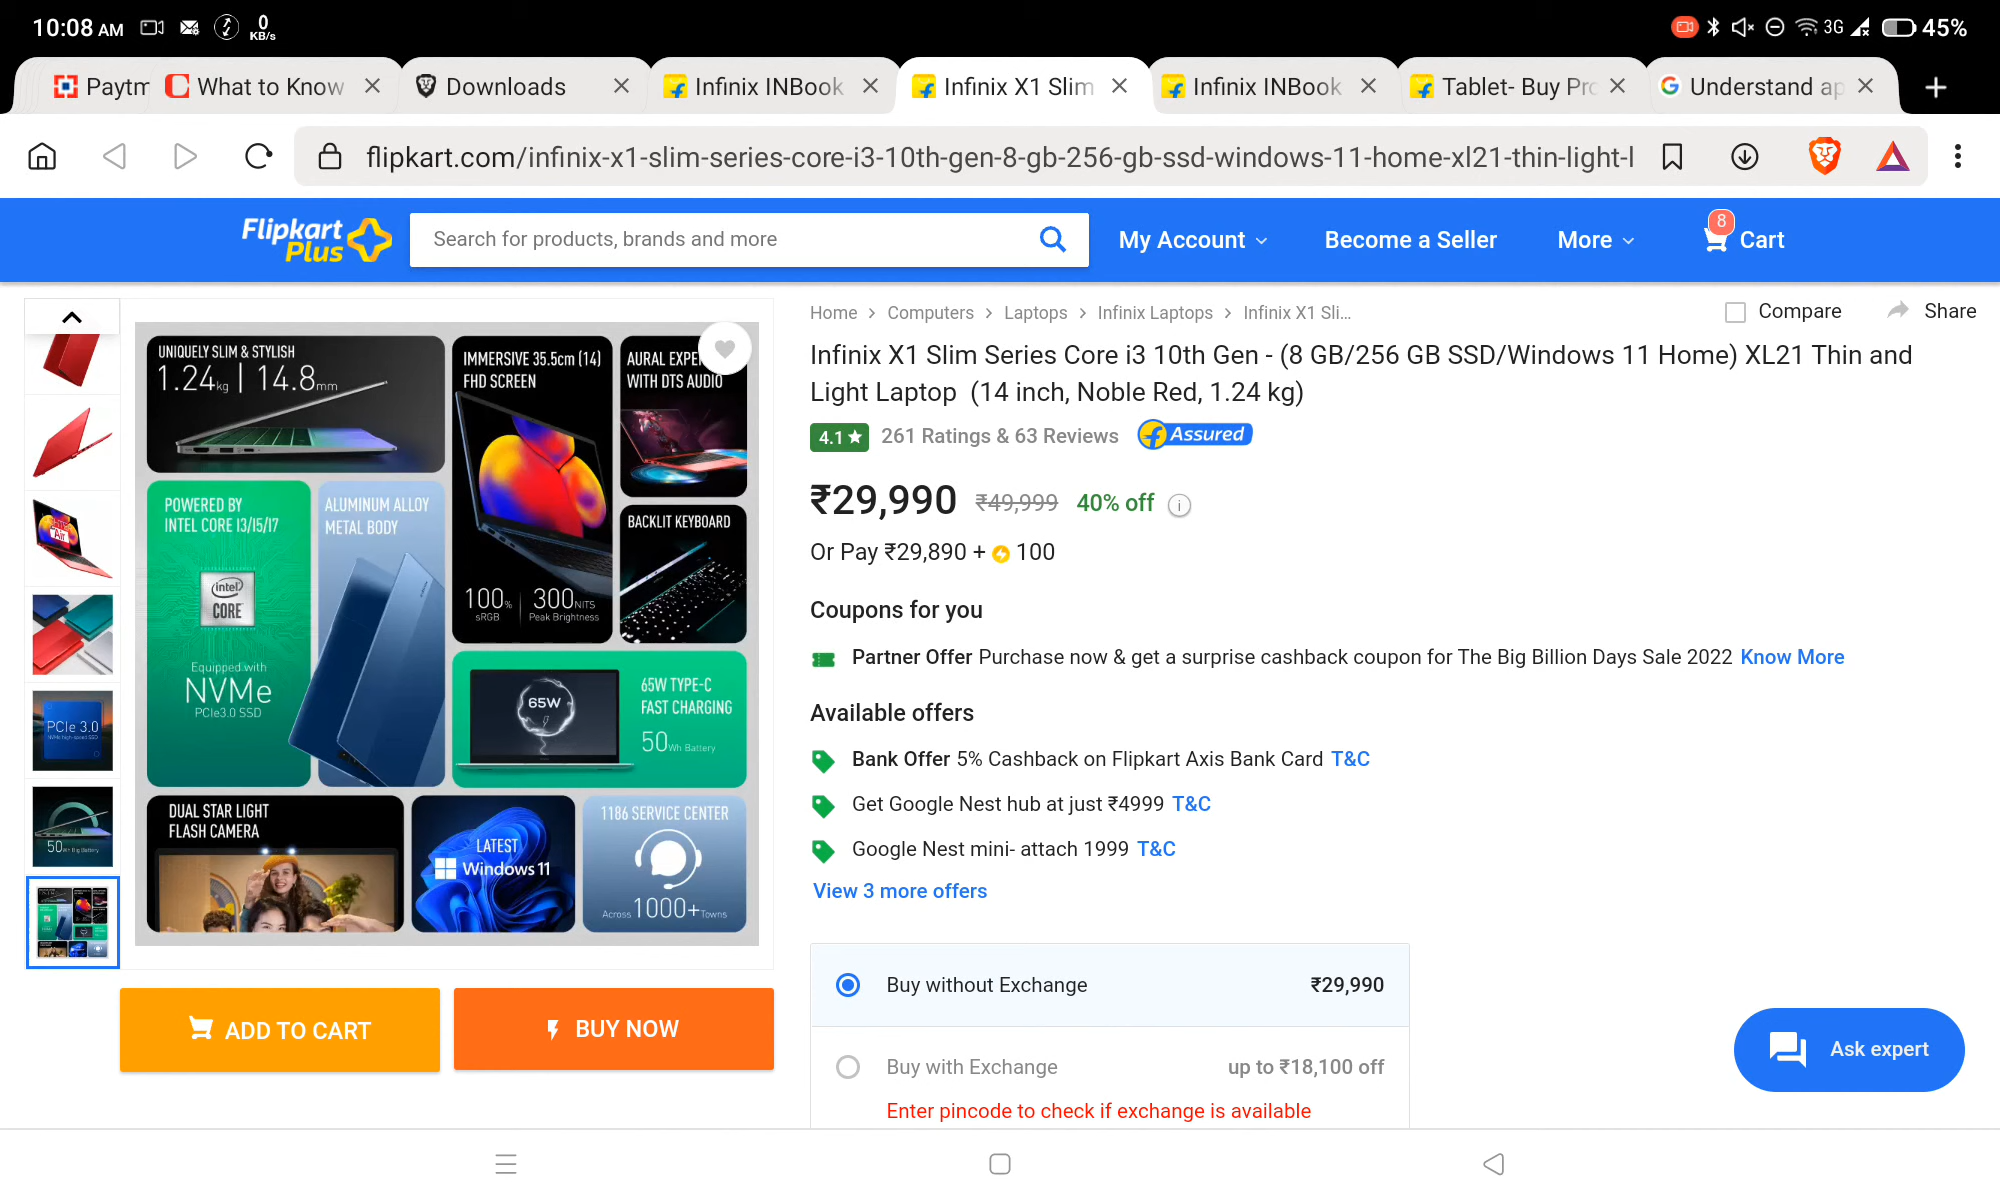 10:08 AM
0
KB/s
3G
45%
Paytm
What to Know
Downloads
Infinix INBook
Infinix X1 Slim
Infinix INBook
Tablet- Buy Pro
Understand ap
flipkart.com/infinix-x1-slim-series-core-i3-10th-gen-8-gb-256-gb-ssd-windows-11-home-xl21-thin-light-l
Flipkart
Plus
Search for products, brands and more
My Account
Become a Seller
More
8
Cart
Home > Computers > Laptops > Infinix Laptops > Infinix X1 Sli...
Compare
Share
Infinix X1 Slim Series Core i3 10th Gen - (8 GB/256 GB SSD/Windows 11 Home) XL21 Thin and
Light Laptop (14 inch, Noble Red, 1.24 kg)
4.1★
261 Ratings & 63 Reviews
Assured
₹29,990
₹49,999
40% off
Or Pay ₹29,890 + 100
Coupons for you
Partner Offer Purchase now & get a surprise cashback coupon for The Big Billion Days Sale 2022 Know More
Available offers
Bank Offer 5% Cashback on Flipkart Axis Bank Card T&C
Get Google Nest hub at just ₹4999 T&C
Google Nest mini- attach 1999 T&C
View 3 more offers
Buy without Exchange
₹29,990
Buy with Exchange
up to ₹18,100 off
Enter pincode to check if exchange is available
Ask expert
UNIQUELY SLIM & STYLISH
1.24kg | 14.8mm
IMMERSIVE 35.5cm (14)
FHD SCREEN
100% sRGB
300 NITS
Peak Brightness
AURAL EXPE
WITH DTS AUDIO
POWERED BY
INTEL CORE I3/I5/I7
intel
CORE
Equipped with
NVMe
PCIe3.0 SSD
ALUMINUM ALLOY
METAL BODY
BACKLIT KEYBOARD
65W
65W TYPE-C
FAST CHARGING
50Wh Battery
DUAL STAR LIGHT
FLASH CAMERA
LATEST
Windows 11
1186 SERVICE CENTER
Across 1000+ Towns
PCIe 3.0
50Wh Big Battery
ADD TO CART
BUY NOW